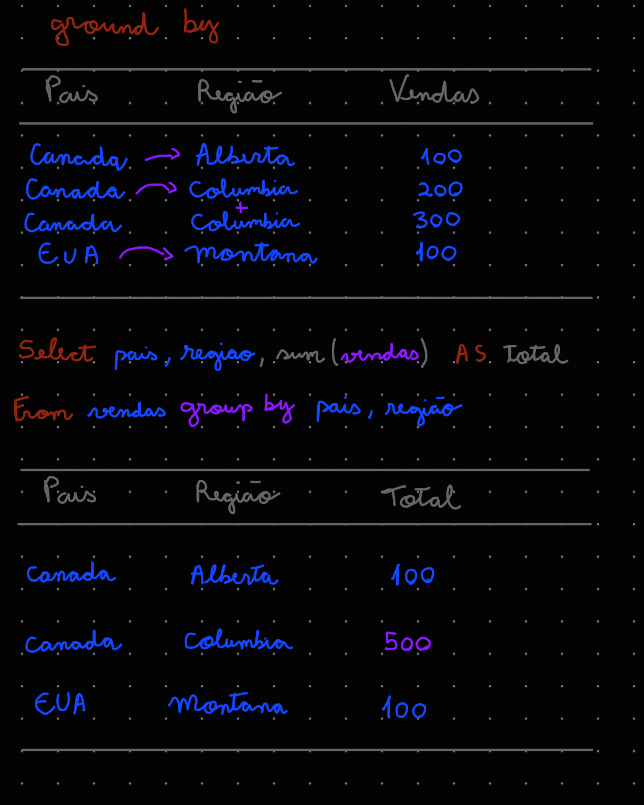 ground by
Pais Região Vendas
Canada → Alberta 100
Canada → Columbia 200
+
Canada Columbia 300
EUA → Montana 100
Select pais, regiao, sum (vendas) AS Total
From vendas group by pais, região
Pais Região Total
Canada Alberta 100
Canada Columbia 500
EUA Montana 100